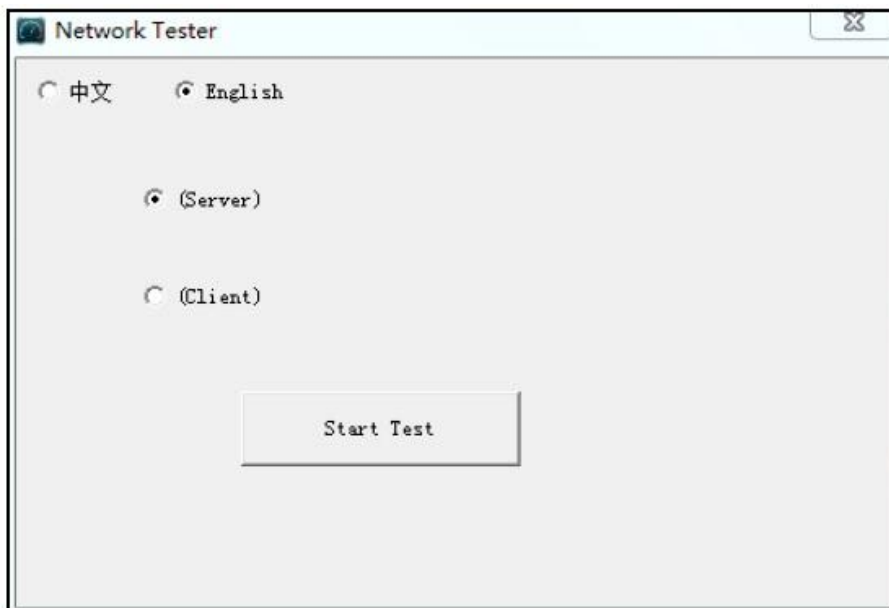 Network Tester
中文 English
(Server)
(Client)
Start Test